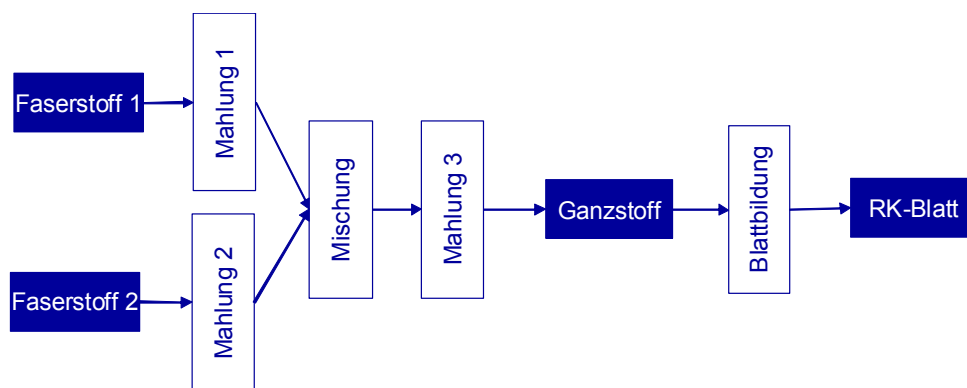 Faserstoff 1
Mahlung 1
Faserstoff 2
Mahlung 2
Mischung
Mahlung 3
Ganzstoff
Blattbildung
RK-Blatt